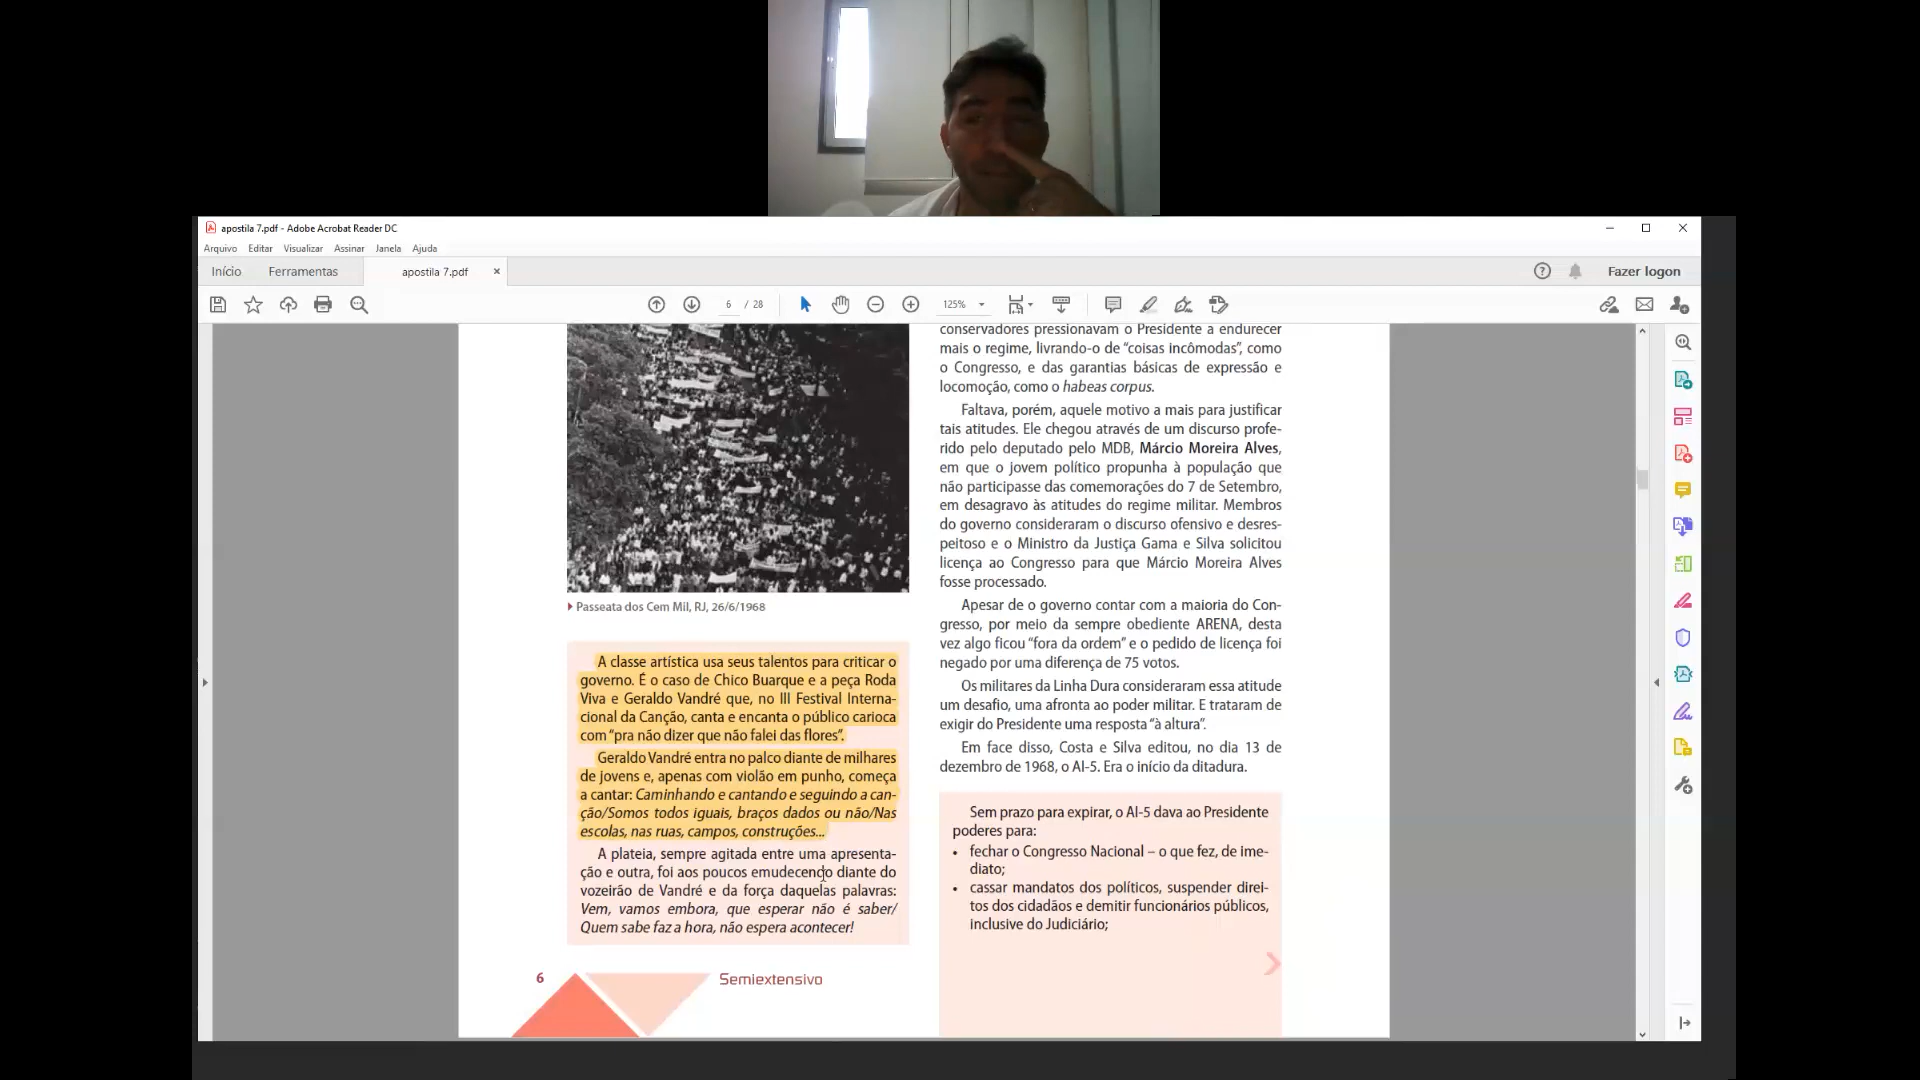 apostila 7.pdf - Adobe Acrobat Reader DC
Arquivo Editar Visualizar Assinar Janela Ajuda
Início Ferramentas apostila 7.pdf Fazer logon
6 / 28 125%
Passeata dos Cem Mil, RJ, 26/6/1968
A classe artística usa seus talentos para criticar o
governo. É o caso de Chico Buarque e a peça Roda
Viva e Geraldo Vandré que, no III Festival Interna-
cional da Canção, canta e encanta o público carioca
com “pra não dizer que não falei das flores”.
Geraldo Vandré entra no palco diante de milhares
de jovens e, apenas com violão em punho, começa
a cantar: Caminhando e cantando e seguindo a can-
ção/Somos todos iguais, braços dados ou não/Nas
escolas, nas ruas, campos, construções...
A plateia, sempre agitada entre uma apresenta-
ção e outra, foi aos poucos emudecendo diante do
vozeirão de Vandré e da força daquelas palavras:
Vem, vamos embora, que esperar não é saber/
Quem sabe faz a hora, não espera acontecer!
6 Semiextensivo
conservadores pressionavam o Presidente a endurecer
mais o regime, livrando-o de “coisas incômodas”, como
o Congresso, e das garantias básicas de expressão e
locomoção, como o habeas corpus.
Faltava, porém, aquele motivo a mais para justificar
tais atitudes. Ele chegou através de um discurso profe-
rido pelo deputado pelo MDB, Márcio Moreira Alves,
em que o jovem político propunha à população que
não participasse das comemorações do 7 de Setembro,
em desagravo às atitudes do regime militar. Membros
do governo consideraram o discurso ofensivo e desres-
peitoso e o Ministro da Justiça Gama e Silva solicitou
licença ao Congresso para que Márcio Moreira Alves
fosse processado.
Apesar de o governo contar com a maioria do Con-
gresso, por meio da sempre obediente ARENA, desta
vez algo ficou “fora da ordem” e o pedido de licença foi
negado por uma diferença de 75 votos.
Os militares da Linha Dura consideraram essa atitude
um desafio, uma afronta ao poder militar. E trataram de
exigir do Presidente uma resposta “à altura”.
Em face disso, Costa e Silva editou, no dia 13 de
dezembro de 1968, o AI-5. Era o início da ditadura.
Sem prazo para expirar, o AI-5 dava ao Presidente
poderes para:
• fechar o Congresso Nacional – o que fez, de ime-
diato;
• cassar mandatos dos políticos, suspender direi-
tos dos cidadãos e demitir funcionários públicos,
inclusive do Judiciário;